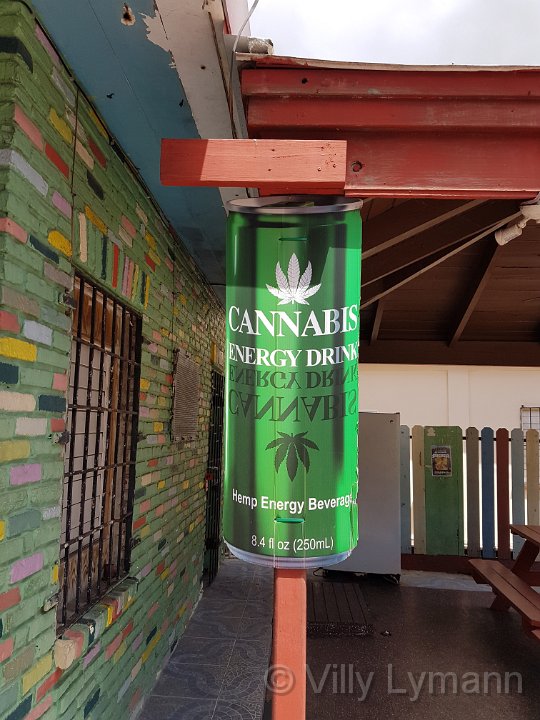 CANNABIS
ENERGY DRINK
ENERGY DRINK
CANNABIS
Hemp Energy Beverage
8.4 fl oz (250mL)
© Villy Lymann